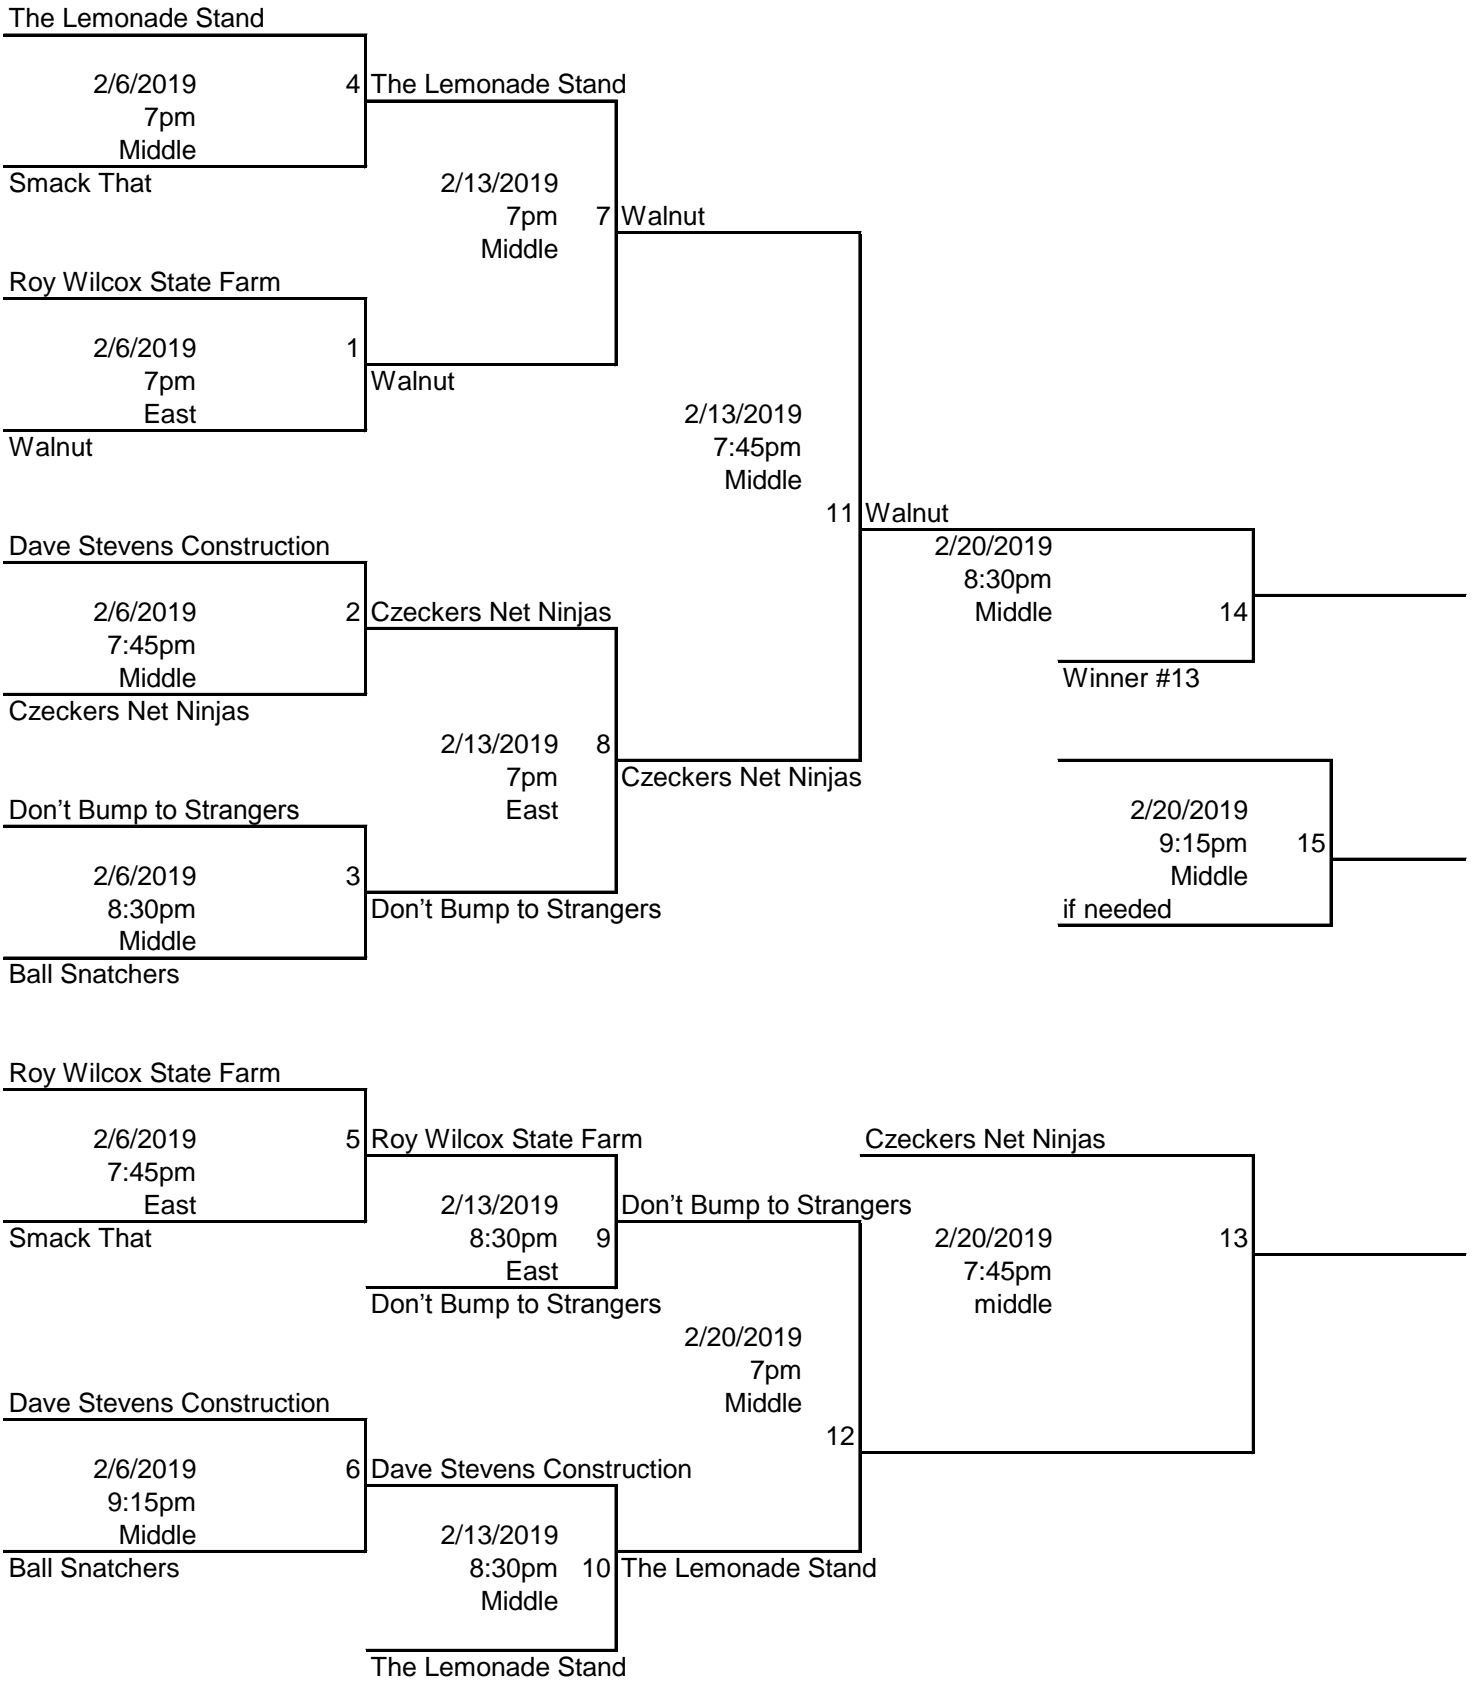 The Lemonade Stand
2/6/2019 4 The Lemonade Stand
7pm
Middle
Smack That 2/13/2019
7pm 7 Walnut
Middle
Roy Wilcox State Farm
2/6/2019 1
7pm Walnut
East 2/13/2019
Walnut 7:45pm
Middle
11 Walnut
Dave Stevens Construction 2/20/2019
8:30pm
2/6/2019 2 Czeckers Net Ninjas Middle 14
7:45pm
Middle Winner #13
Czeckers Net Ninjas
2/13/2019 8
7pm Czeckers Net Ninjas
Don't Bump to Strangers East 2/20/2019
9:15pm 15
2/6/2019 3 Middle
8:30pm Don't Bump to Strangers if needed
Middle
Ball Snatchers
Roy Wilcox State Farm
2/6/2019 5 Roy Wilcox State Farm Czeckers Net Ninjas
7:45pm
East 2/13/2019 Don't Bump to Strangers
Smack That 8:30pm 9 2/20/2019 13
East 7:45pm
Don't Bump to Strangers middle
2/20/2019
7pm
Dave Stevens Construction Middle
12
2/6/2019 6 Dave Stevens Construction
9:15pm
Middle 2/13/2019
Ball Snatchers 8:30pm 10 The Lemonade Stand
Middle
The Lemonade Stand